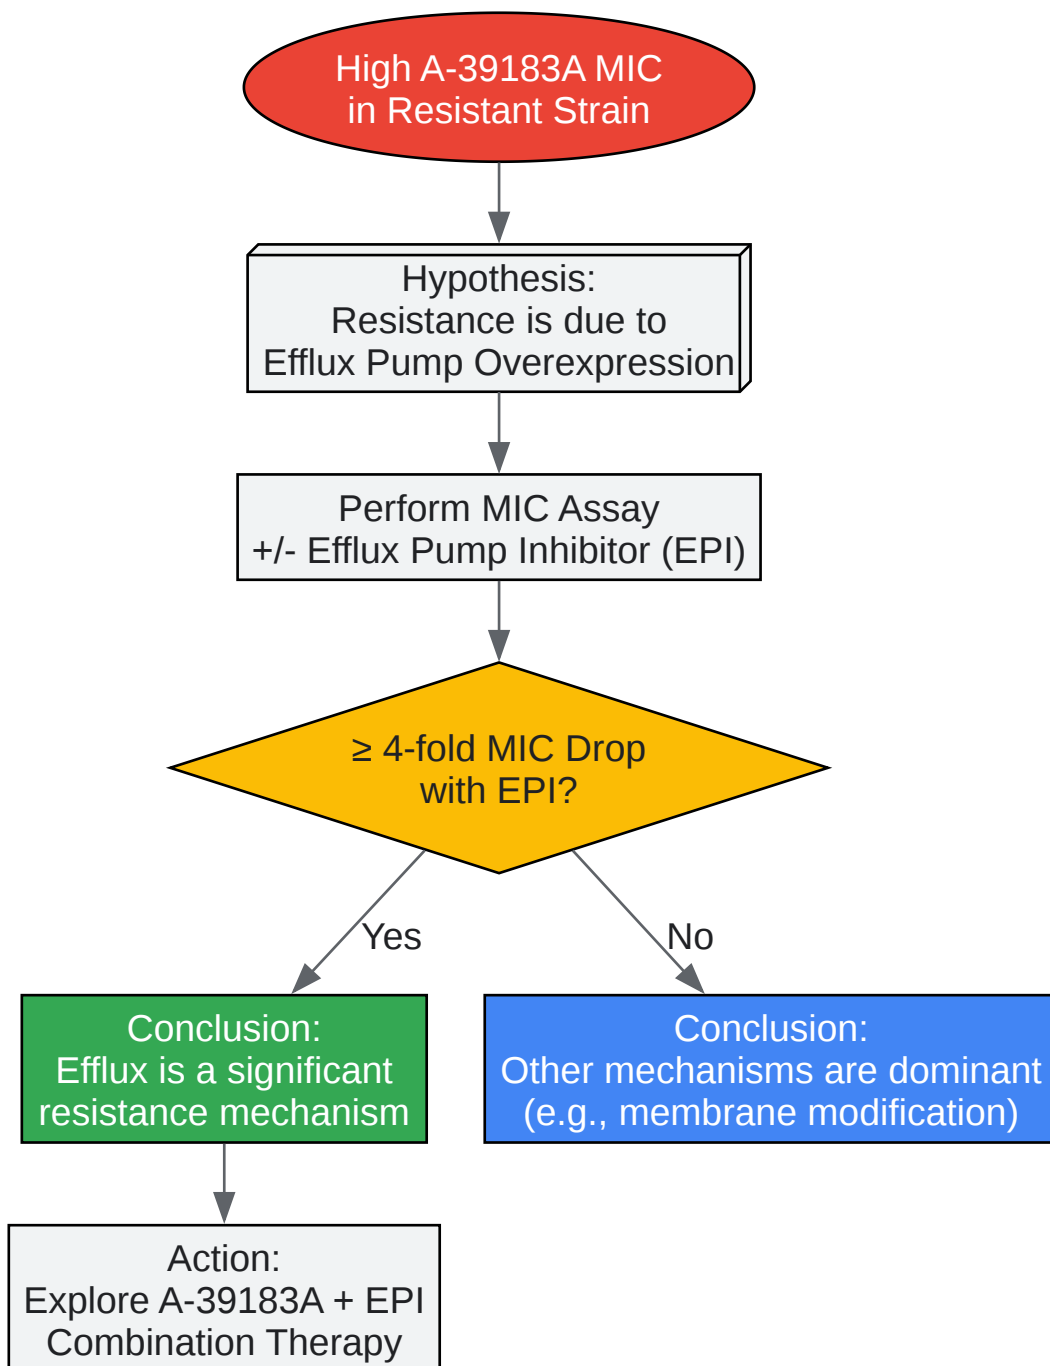 High A-39183A MIC
in Resistant Strain
Hypothesis:
Resistance is due to
Efflux Pump Overexpression
Perform MIC Assay
+/- Efflux Pump Inhibitor (EPI)
≥ 4-fold MIC Drop
with EPI?
Yes
No
Conclusion:
Efflux is a significant
resistance mechanism
Conclusion:
Other mechanisms are dominant
(e.g., membrane modification)
Action:
Explore A-39183A + EPI
Combination Therapy